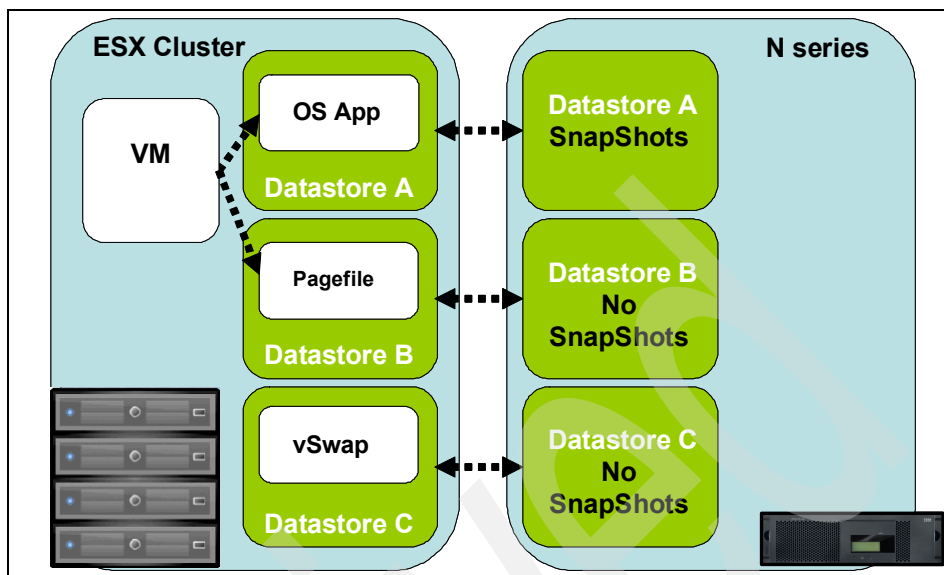 ESX Cluster
N series
VM
OS App
Datastore A
Pagefile
Datastore B
vSwap
Datastore C
Datastore A
SnapShots
Datastore B
No
SnapShots
Datastore C
No
SnapShots